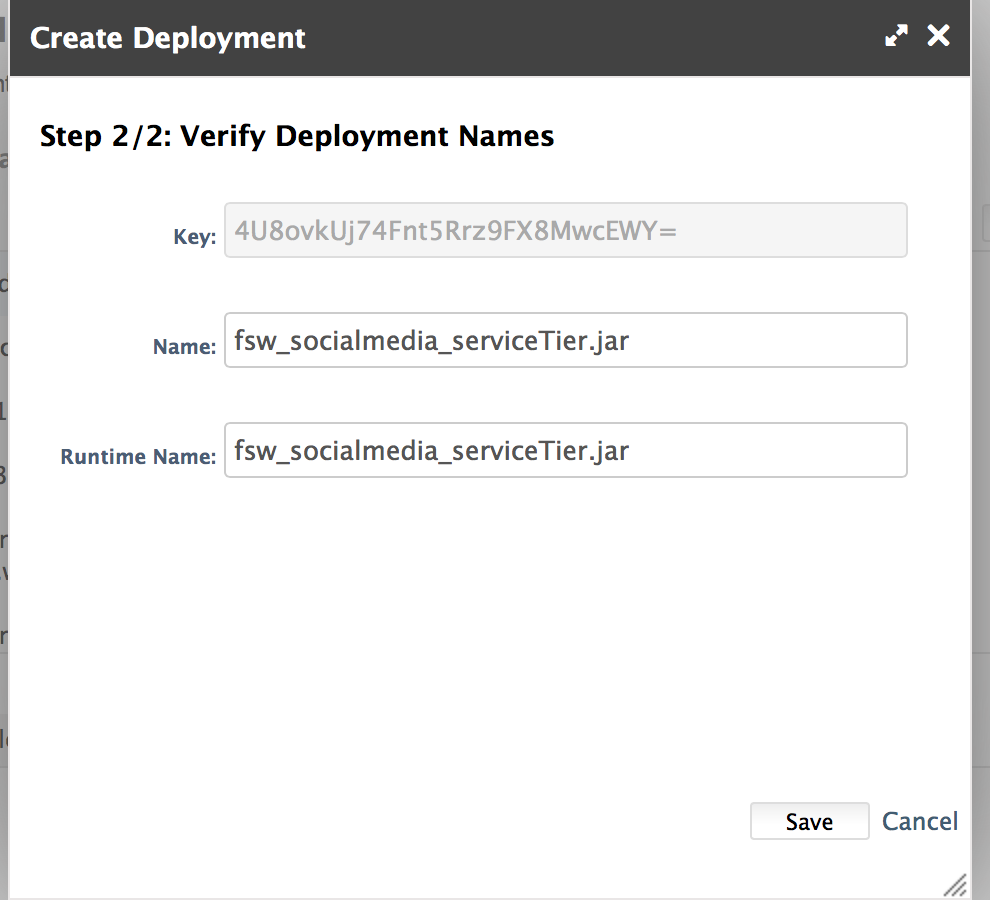 Create Deployment
Step 2/2: Verify Deployment Names
Key: 4U8ovkUj74Fnt5Rrz9FX8MwcEWY=
Name: fsw_socialmedia_serviceTier.jar
Runtime Name: fsw_socialmedia_serviceTier.jar
Save Cancel